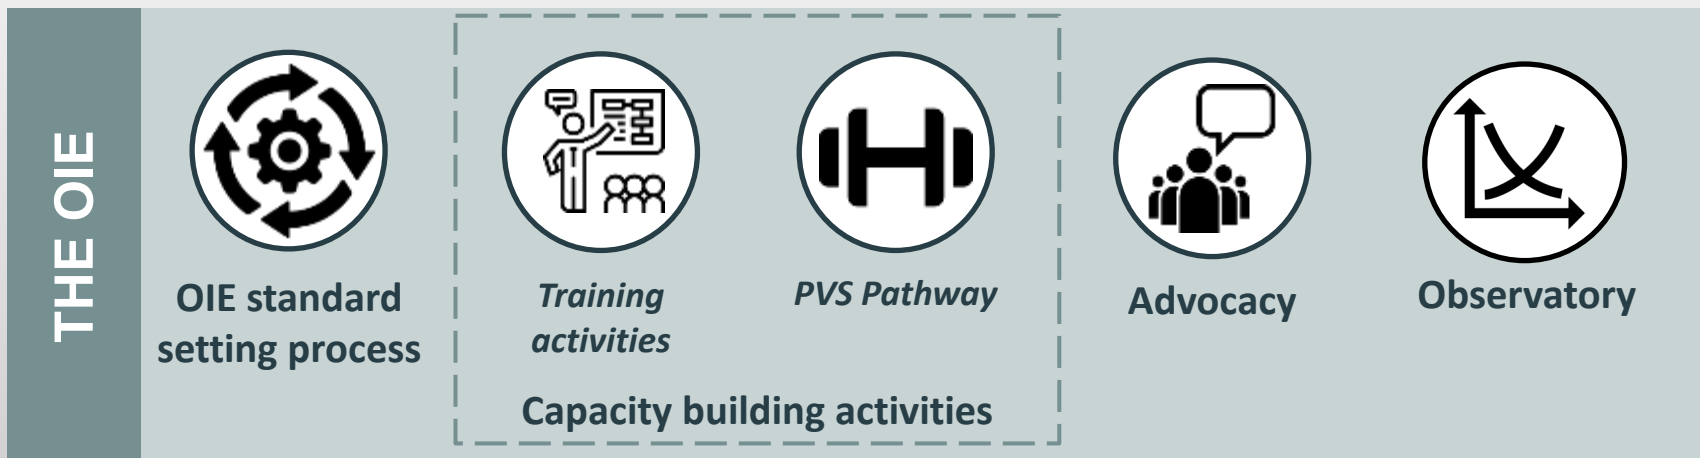 THE OIE
OIE standard
setting process
Training
activities
PVS Pathway
Capacity building activities
Advocacy
Observatory